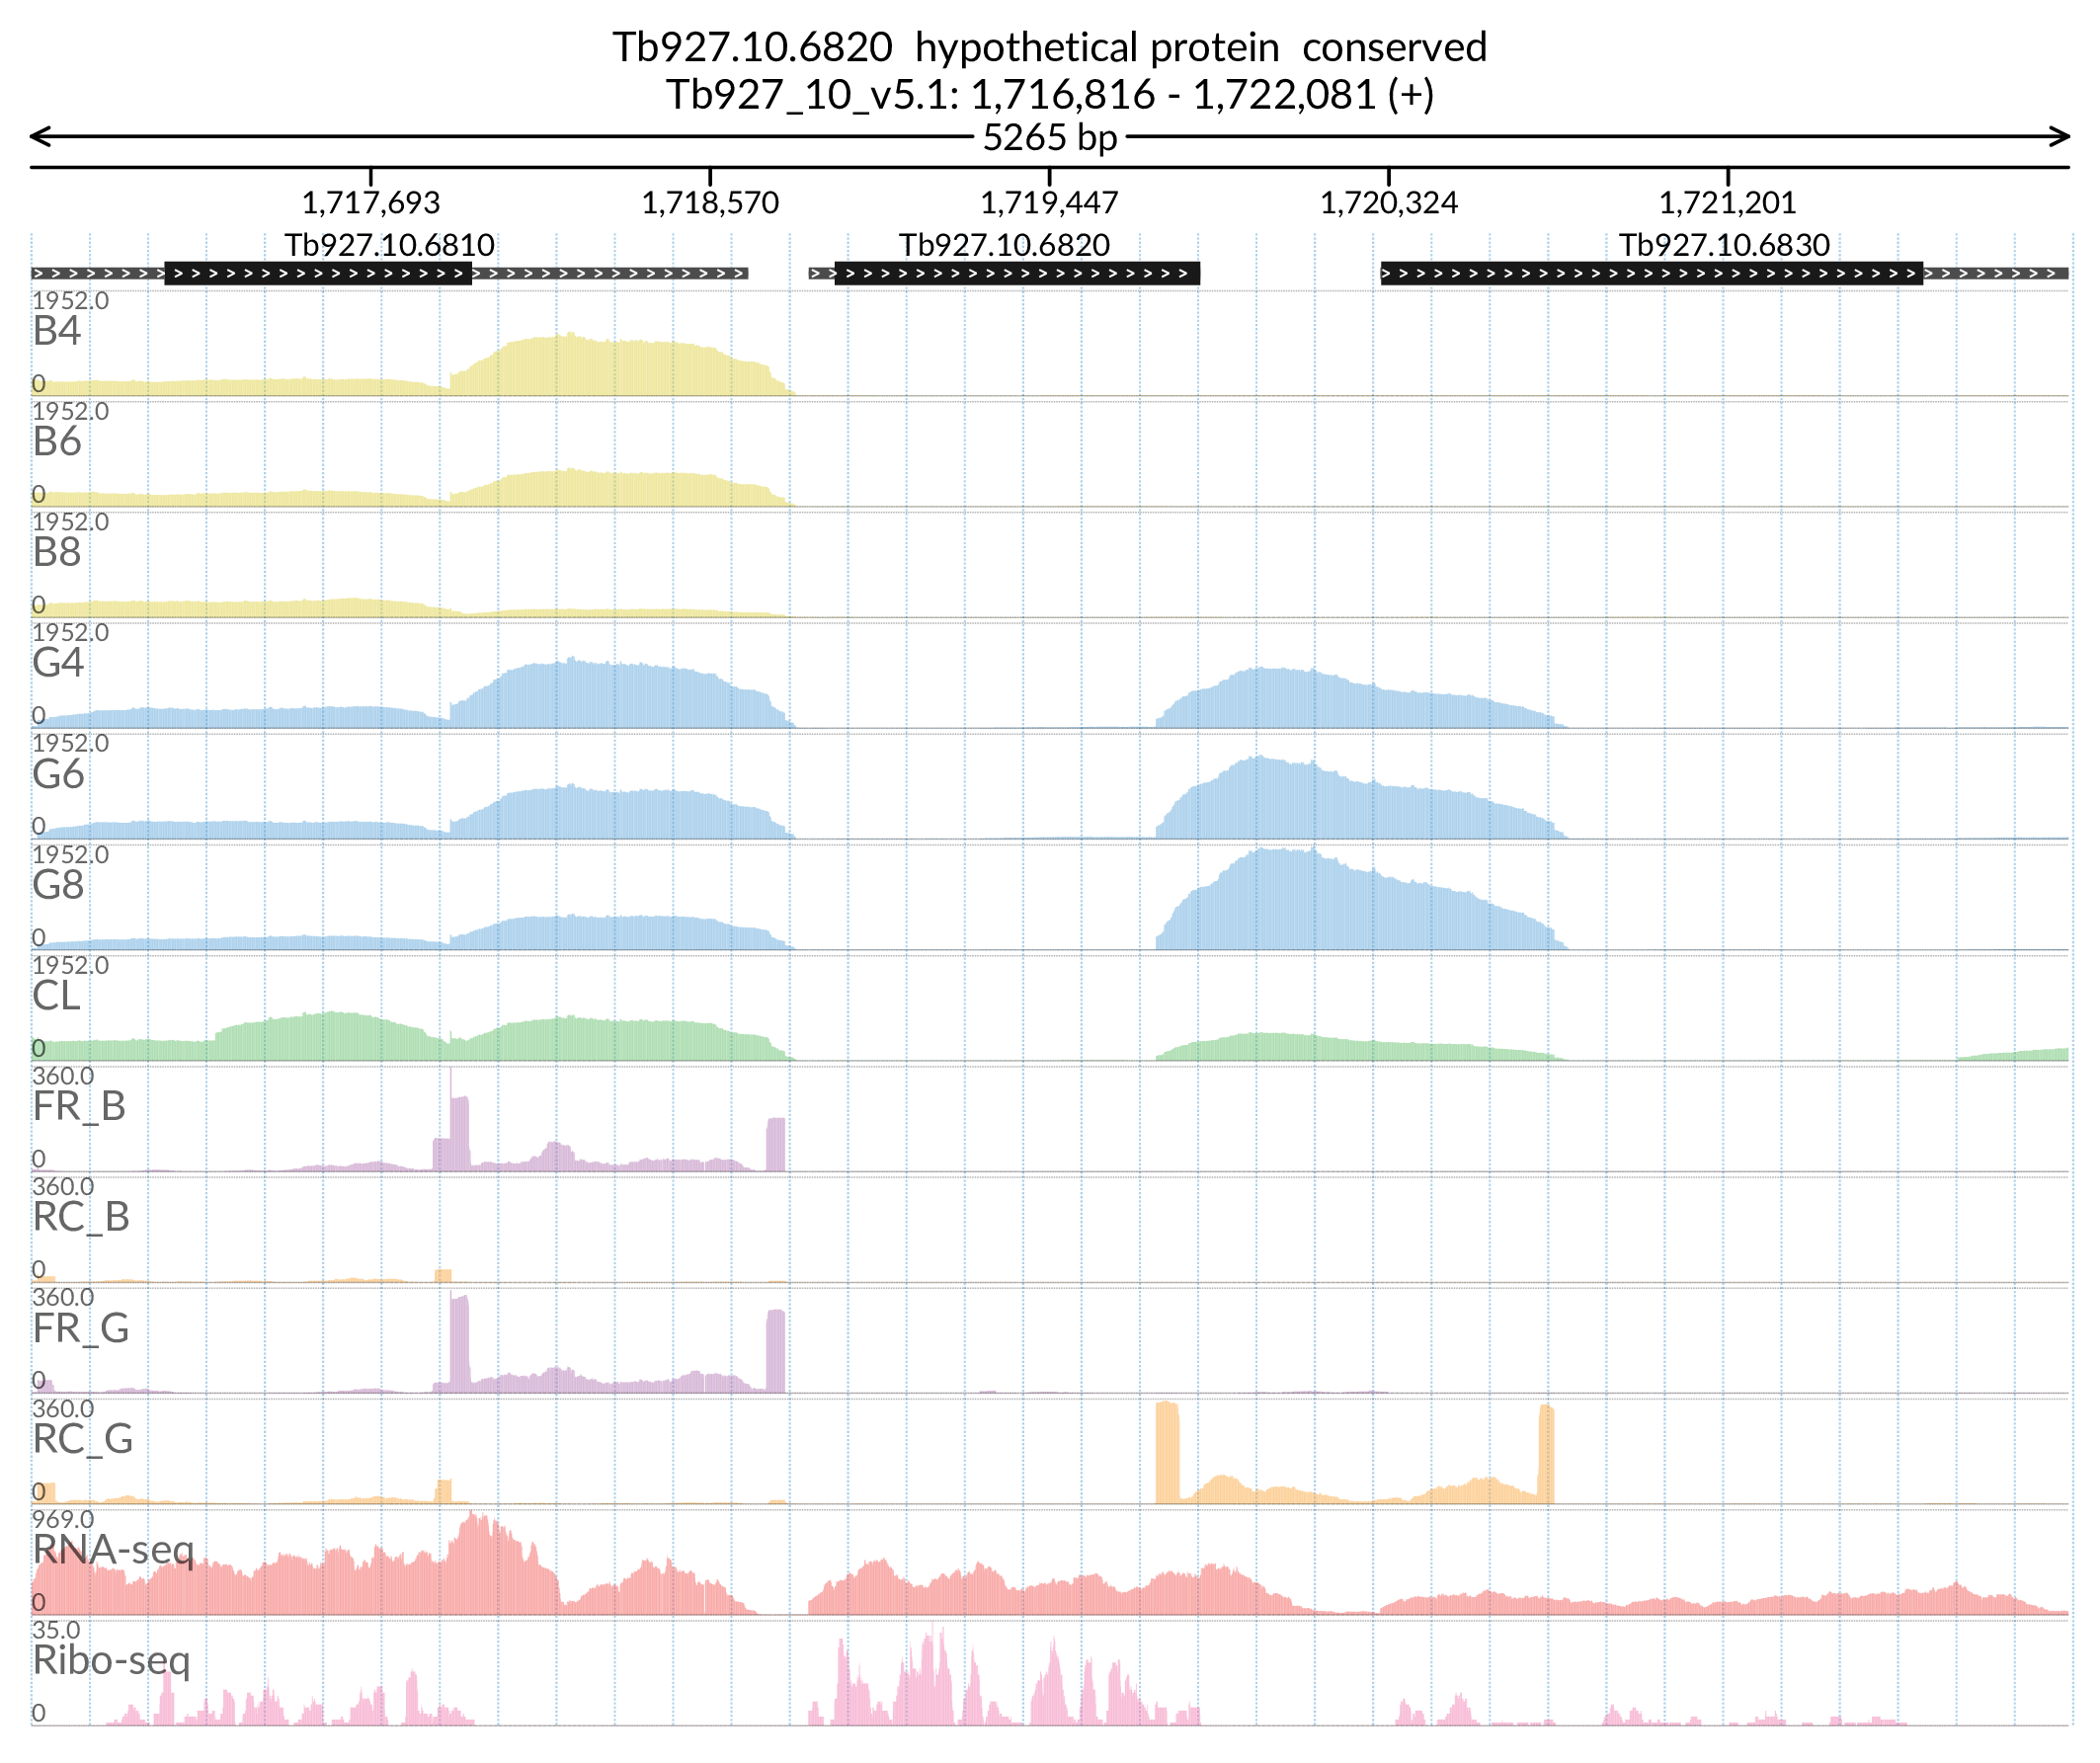 Tb927.10.6820  hypothetical protein  conserved
Tb927_10_v5.1: 1,716,816 - 1,722,081 (+)
5265 bp
1,717,693 1,718,570 1,719,447 1,720,324 1,721,201
Tb927.10.6810 Tb927.10.6820 Tb927.10.6830
1952.0
B4
0
1952.0
B6
0
1952.0
B8
0
1952.0
G4
0
1952.0
G6
0
1952.0
G8
0
1952.0
CL
0
360.0
FR_B
0
360.0
RC_B
0
360.0
FR_G
0
360.0
RC_G
0
969.0
RNA-seq
0
35.0
Ribo-seq
0